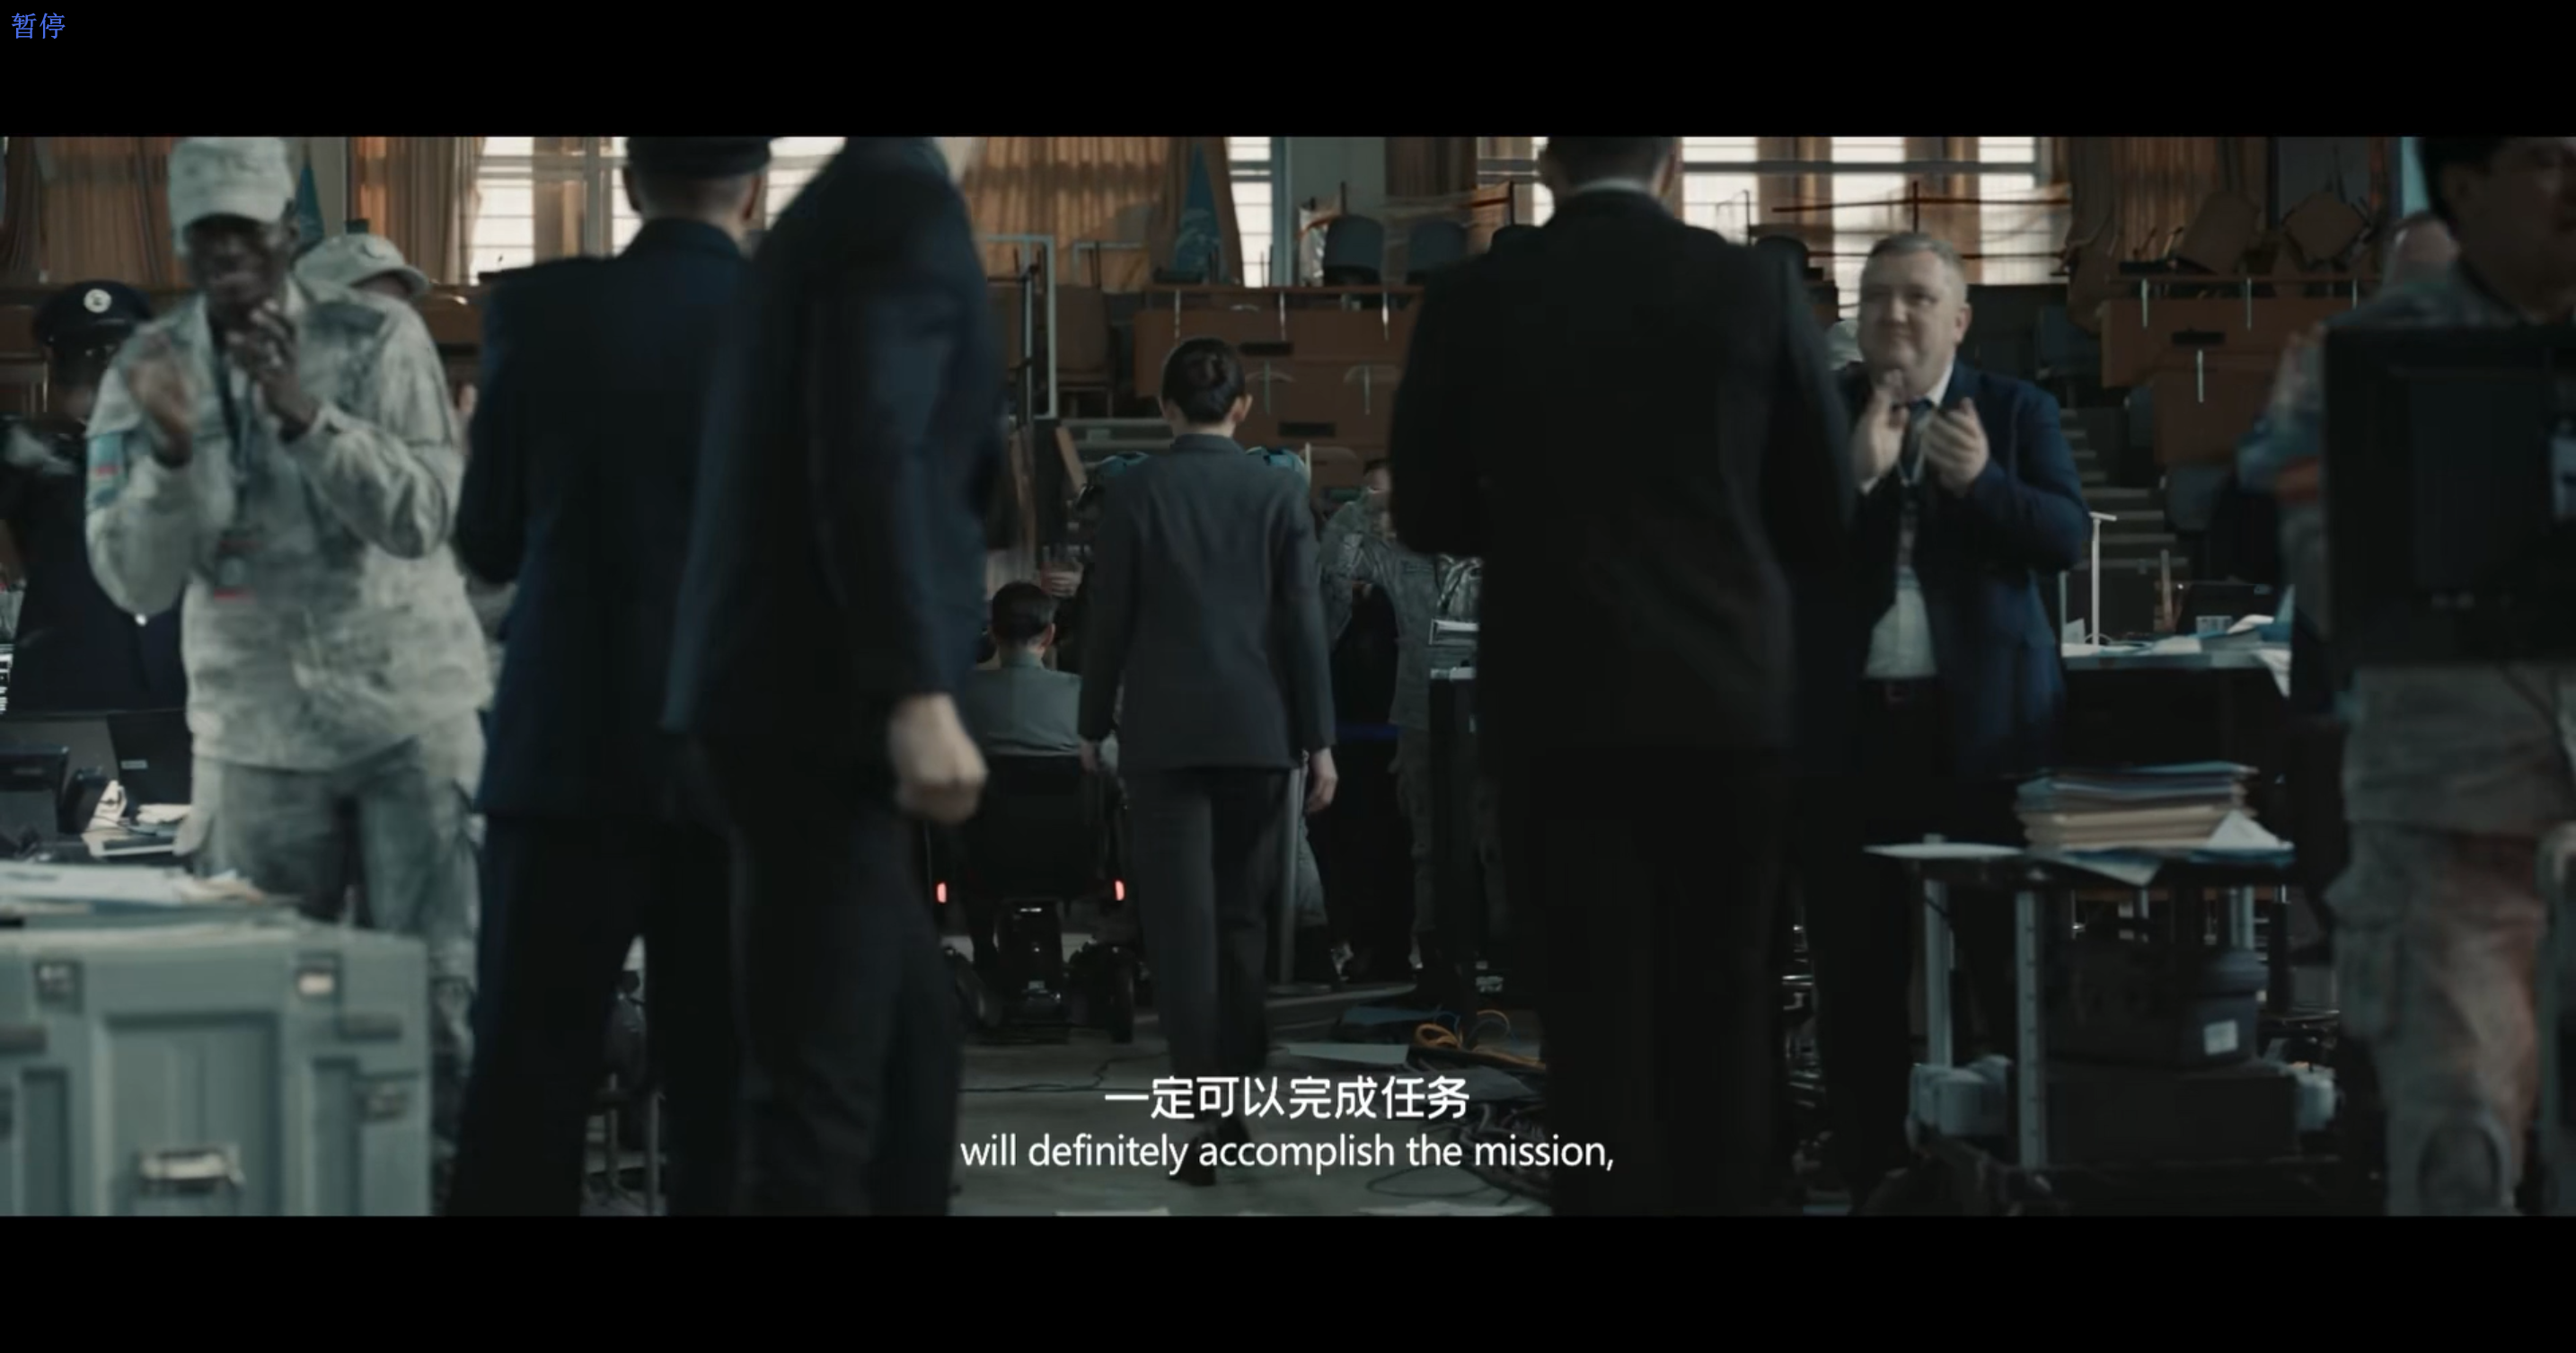 暂停
一定可以完成任务
will definitely accomplish the mission,